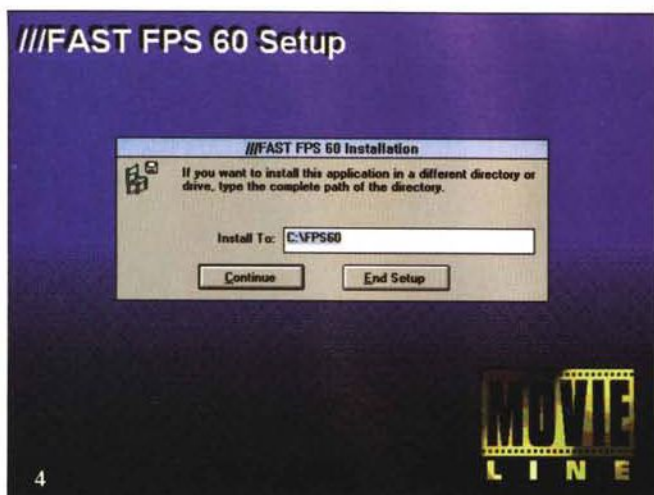 ///FAST FPS 60 Setup
///FAST FPS 60 Installation
If you want to install this application in a different directory or
drive, type the complete path of the directory.
Install To: C:\FPS60
Continue End Setup
MOVIE
LINE
4